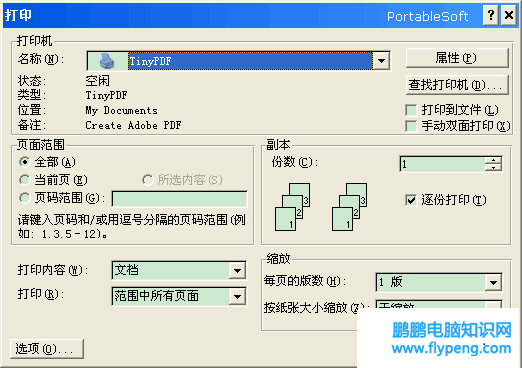 打印 PortableSoft
打印机
名称(N): TinyPDF 属性(P)
状态: 空闲 查找打印机(D)...
类型: TinyPDF
位置: My Documents 打印到文件(L)
备注: Create Adobe PDF 手动双面打印(X)
页面范围
全部(A)
当前页(E) 所选内容(S)
页码范围(G):
请键入页码和/或用逗号分隔的页码范围(例
如: 1.3.5-12)。
副本
份数(C): 1
3 3
2 2
1 1
逐份打印(T)
打印内容(W): 文档
打印(R): 范围中所有页面
缩放
每页的版数(H): 1 版
按纸张大小缩放(Z): 无缩放
选项(O)...
鹏鹏电脑知识网
www.flypeng.com